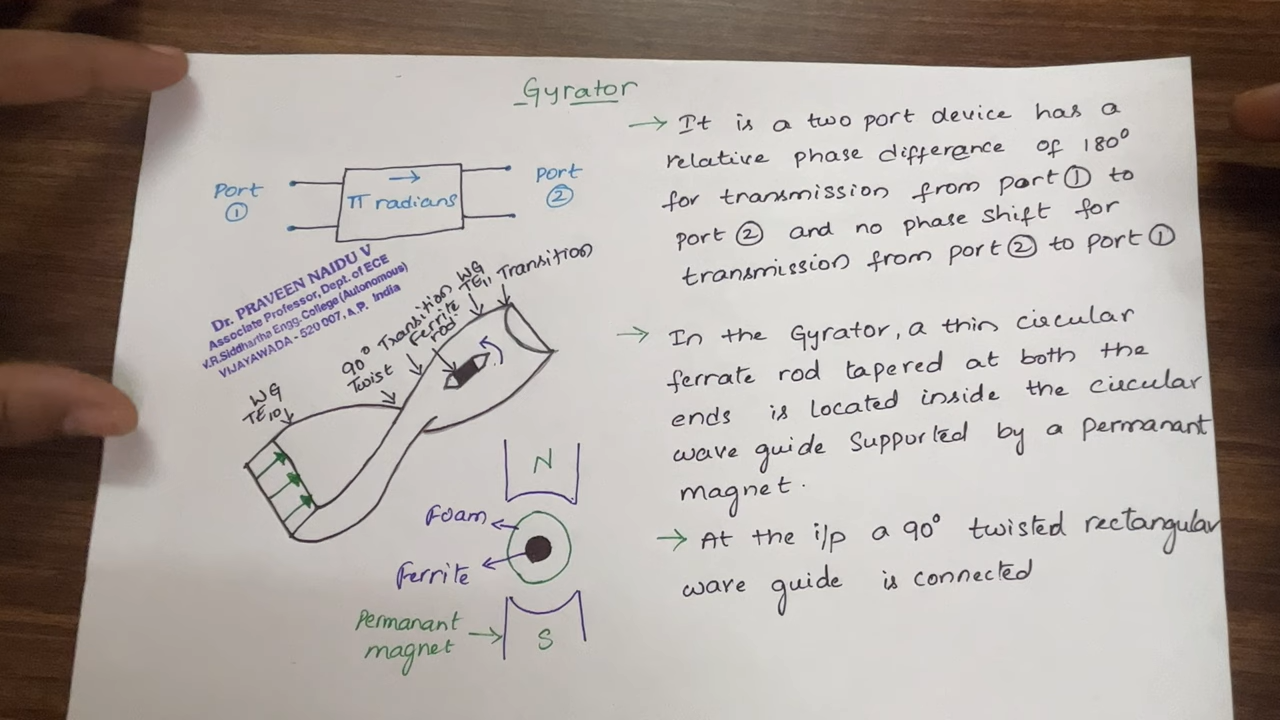 Gyrator
Port
①
→
π radians
Port
②
Dr. PRAVEEN NAIDU V
Associate Professor, Dept. of ECE
V.R.Siddhartha Engg. College (Autonomous)
VIJAYAWADA - 520 007, A.P. India
WG
TE10
90°
Twist
Transition
Ferrite
rod
WG
TE11
Transition
N
Foam
Ferrite
Permanant
magnet
S
→ It is a two port device has a
relative phase difference of 180°
for transmission from port ① to
port ② and no phase shift for
transmission from port ② to port ①
→ In the Gyrator, a thin circular
ferrate rod tapered at both the
ends is located inside the circular
wave guide supported by a permanant
magnet.
→ At the i/p a 90° twisted rectangular
wave guide is connected